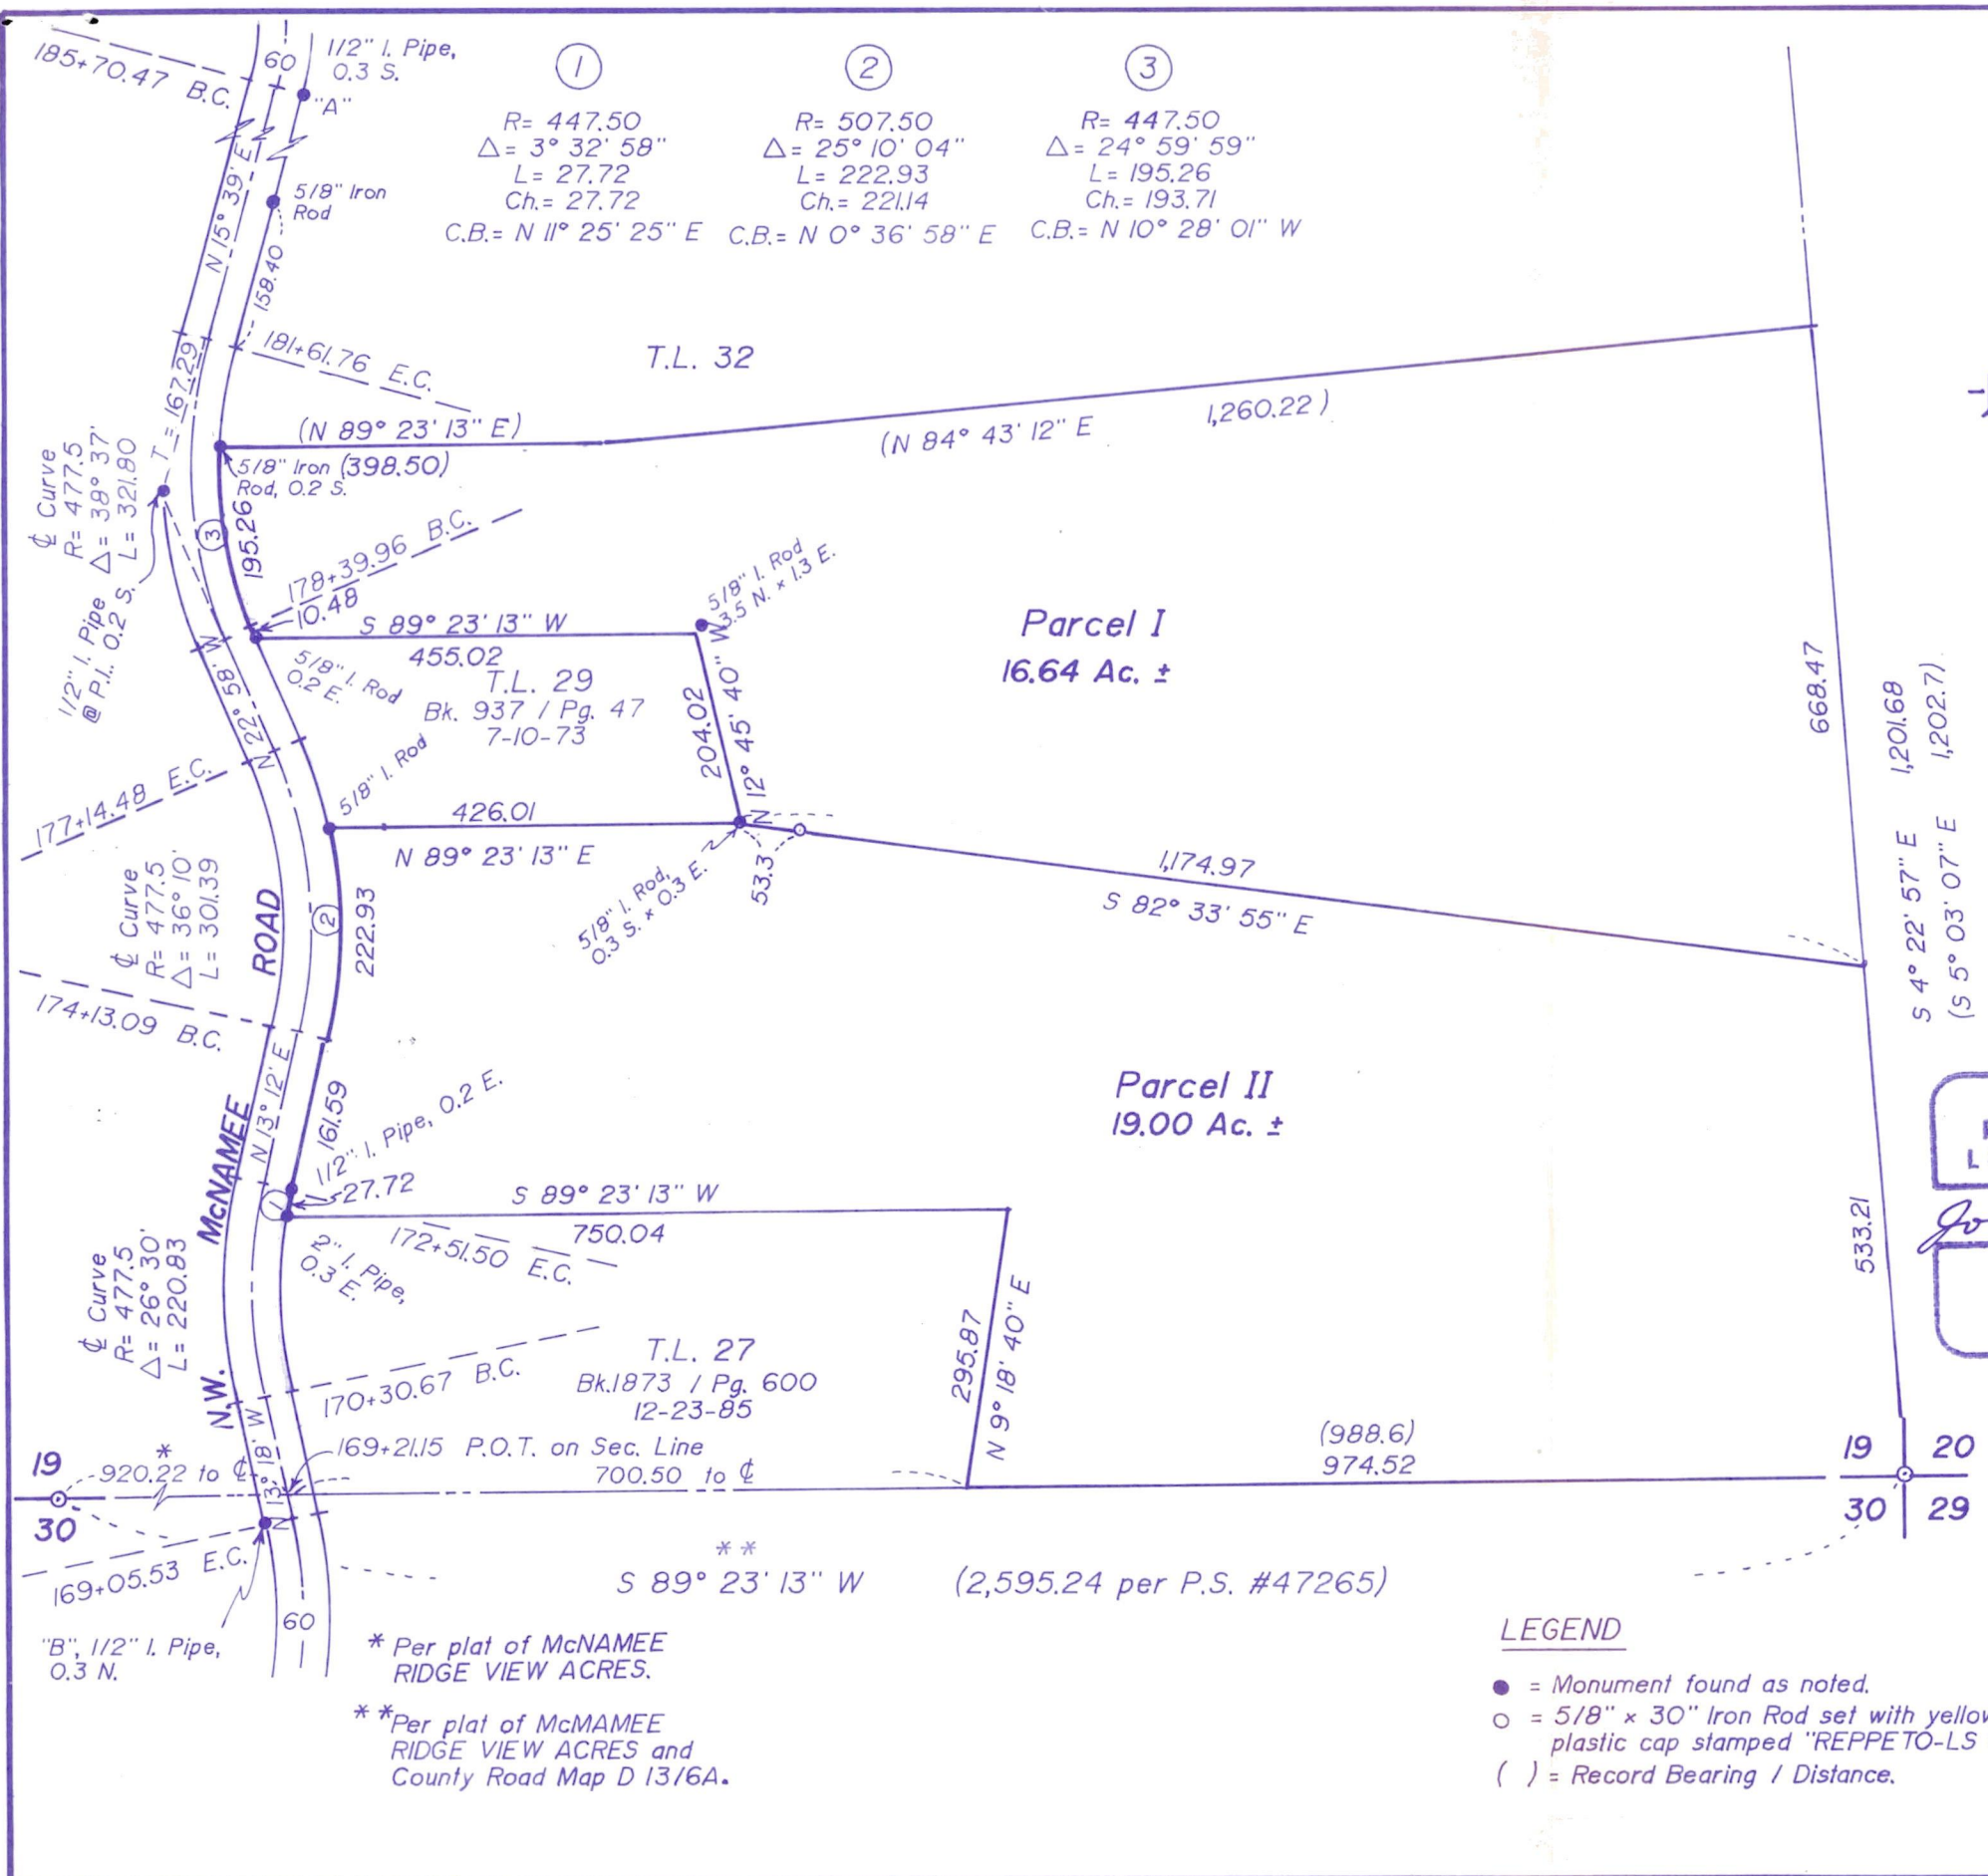 185+70.47 B.C.
60
1/2" I. Pipe,
0.3 S.
"A"
1
R= 447.50
△= 3° 32' 58"
L= 27.72
Ch.= 27.72
C.B.= N 11° 25' 25" E
2
R= 507.50
△= 25° 10' 04"
L= 222.93
Ch.= 221.14
C.B.= N 0° 36' 58" E
3
R= 447.50
△= 24° 59' 59"
L= 195.26
Ch.= 193.71
C.B.= N 10° 28' 01" W
N 15° 39' E
5/8" Iron
Rod
158.40
181+61.76 E.C.
T.L. 32
T = 167.29
(N 89° 23' 13" E)
(N 84° 43' 12" E 1,260.22)
5/8" Iron (398.50)
Rod, 0.2 S.
℄ Curve
R= 477.5
△= 38° 37'
L= 321.80
1/2" I. Pipe
@ P.I.. 0.2 S.
3
195.26
178+39.96 B.C.
10.48
S 89° 23' 13" W
455.02
5/8" I. Rod
3.5 N. × 1.3 E.
5/8" I. Rod
0.2 E.
T.L. 29
Bk. 937 / Pg. 47
7-10-73
204.02
N 12° 45' 40" W
Parcel I
16.64 Ac. ±
668.47
S 4° 22' 57" E 1,201.68
(S 5° 03' 07" E 1,202.7)
N 22° 58' W
177+14.48 E.C.
5/8" I. Rod
426.01
N 89° 23' 13" E
5/8" I. Rod,
0.3 S. × 0.3 E.
53.3
1,174.97
S 82° 33' 55" E
℄ Curve
R= 477.5
△= 36° 10'
L= 301.39
ROAD
2
222.93
174+13.09 B.C.
N 13° 12' E
161.59
Parcel II
19.00 Ac. ±
McNAMEE
1/2" I. Pipe, 0.2 E.
1
27.72
S 89° 23' 13" W
750.04
172+51.50 E.C.
2" I. Pipe,
0.3 E.
℄ Curve
R= 477.5
△= 26° 30'
L= 220.83
N.W.
170+30.67 B.C.
T.L. 27
Bk.1873 / Pg. 600
12-23-85
295.87
N 9° 18' 40" E
533.21
169+21.15 P.O.T. on Sec. Line
700.50 to ℄
(988.6)
974.52
19
30
*
920.22 to ℄
N 13° 18' W
19 20
30 29
169+05.53 E.C.
* *
S 89° 23' 13" W (2,595.24 per P.S. #47265)
"B", 1/2" I. Pipe,
0.3 N.
60
* Per plat of McNAMEE
RIDGE VIEW ACRES.
* * Per plat of McMAMEE
RIDGE VIEW ACRES and
County Road Map D 13/6A.
LEGEND
● = Monument found as noted.
○ = 5/8" × 30" Iron Rod set with yellow
plastic cap stamped "REPPETO-LS
( ) = Record Bearing / Distance.